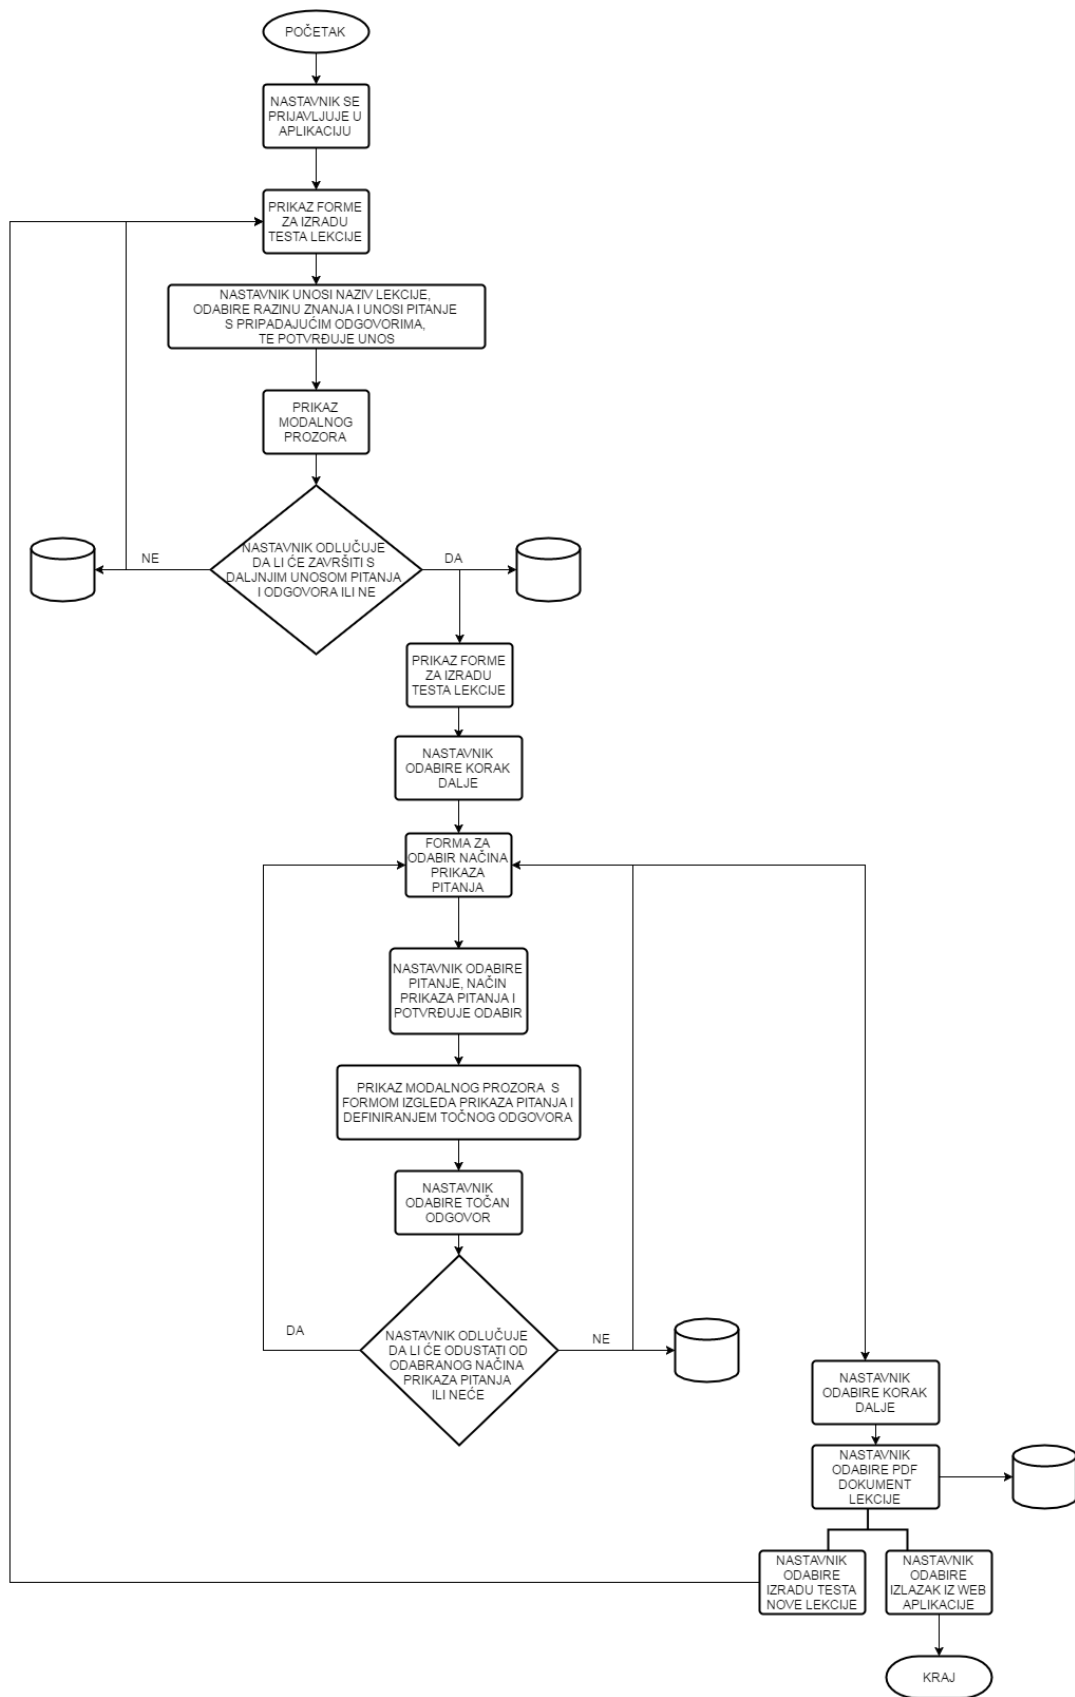 POČETAK
NASTAVNIK SE
PRIJAVLJUJE U
APLIKACIJU
PRIKAZ FORME
ZA IZRADU
TESTA LEKCIJE
NASTAVNIK UNOSI NAZIV LEKCIJE,
ODABIRE RAZINU ZNANJA I UNOSI PITANJE
S PRIPADAJUĆIM ODGOVORIMA,
TE POTVRĐUJE UNOS
PRIKAZ
MODALNOG
PROZORA
NE
NASTAVNIK ODLUČUJE
DA LI ĆE ZAVRŠITI S
DALJNJIM UNOSOM PITANJA
I ODGOVORA ILI NE
DA
PRIKAZ FORME
ZA IZRADU
TESTA LEKCIJE
NASTAVNIK
ODABIRE KORAK
DALJE
FORMA ZA
ODABIR NAČINA
PRIKAZA
PITANJA
NASTAVNIK ODABIRE
PITANJE, NAČIN
PRIKAZA PITANJA I
POTVRĐUJE ODABIR
PRIKAZ MODALNOG PROZORA S
FORMOM IZGLEDA PRIKAZA PITANJA I
DEFINIRANJEM TOČNOG ODGOVORA
NASTAVNIK
ODABIRE TOČAN
ODGOVOR
DA
NASTAVNIK ODLUČUJE
DA LI ĆE ODUSTATI OD
ODABRANOG NAČINA
PRIKAZA PITANJA
ILI NEĆE
NE
NASTAVNIK
ODABIRE KORAK
DALJE
NASTAVNIK
ODABIRE PDF
DOKUMENT
LEKCIJE
NASTAVNIK
ODABIRE
IZRADU TESTA
NOVE LEKCIJE
NASTAVNIK
ODABIRE
IZLAZAK IZ WEB
APLIKACIJE
KRAJ